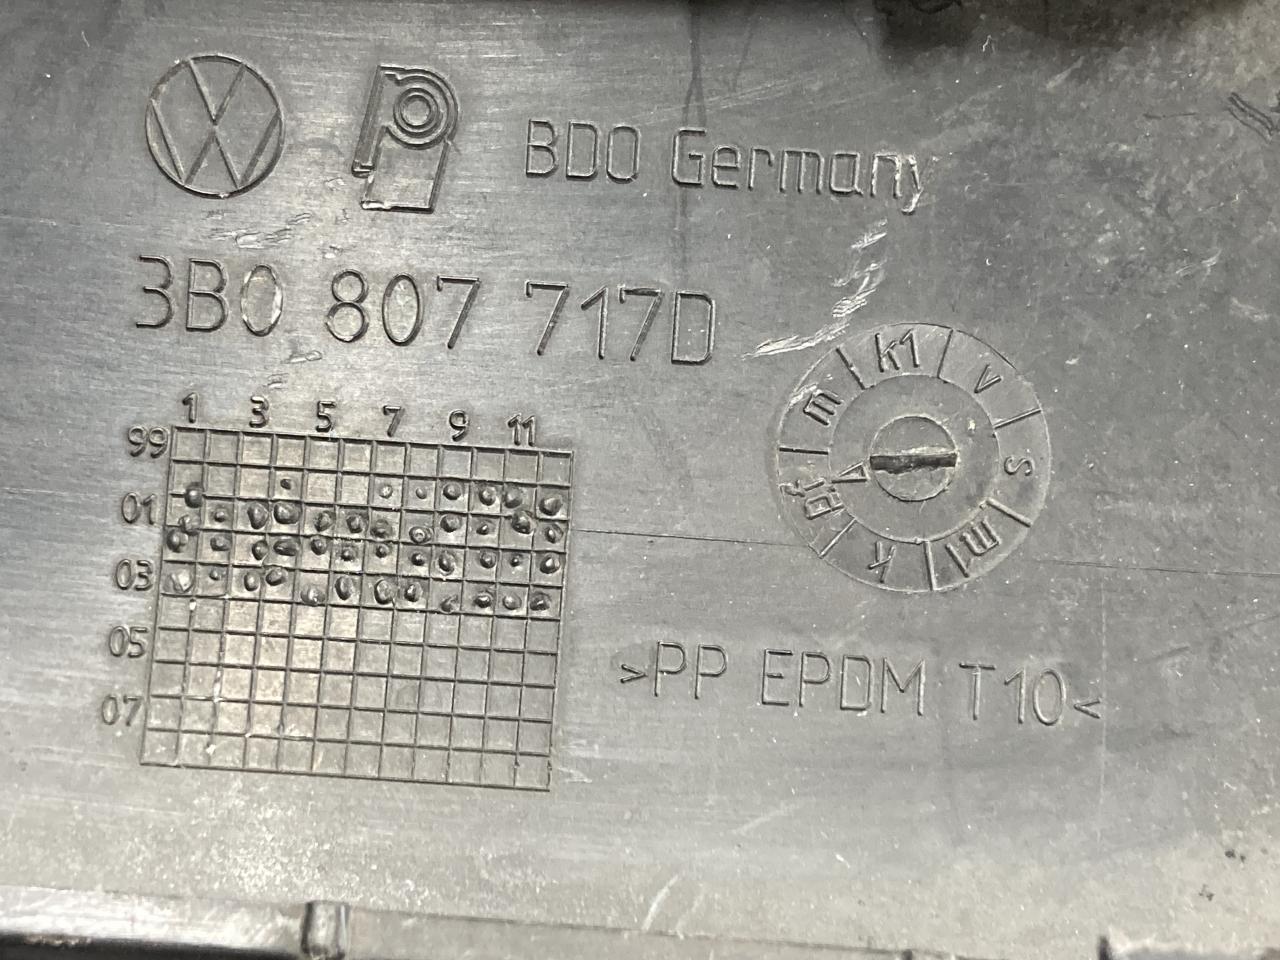 BDO Germany
3B0 807 717D
1 3 5 7 9 11
99
01
03
05
07
k1
v
s
m1
k
m
>PP EPDM T10<